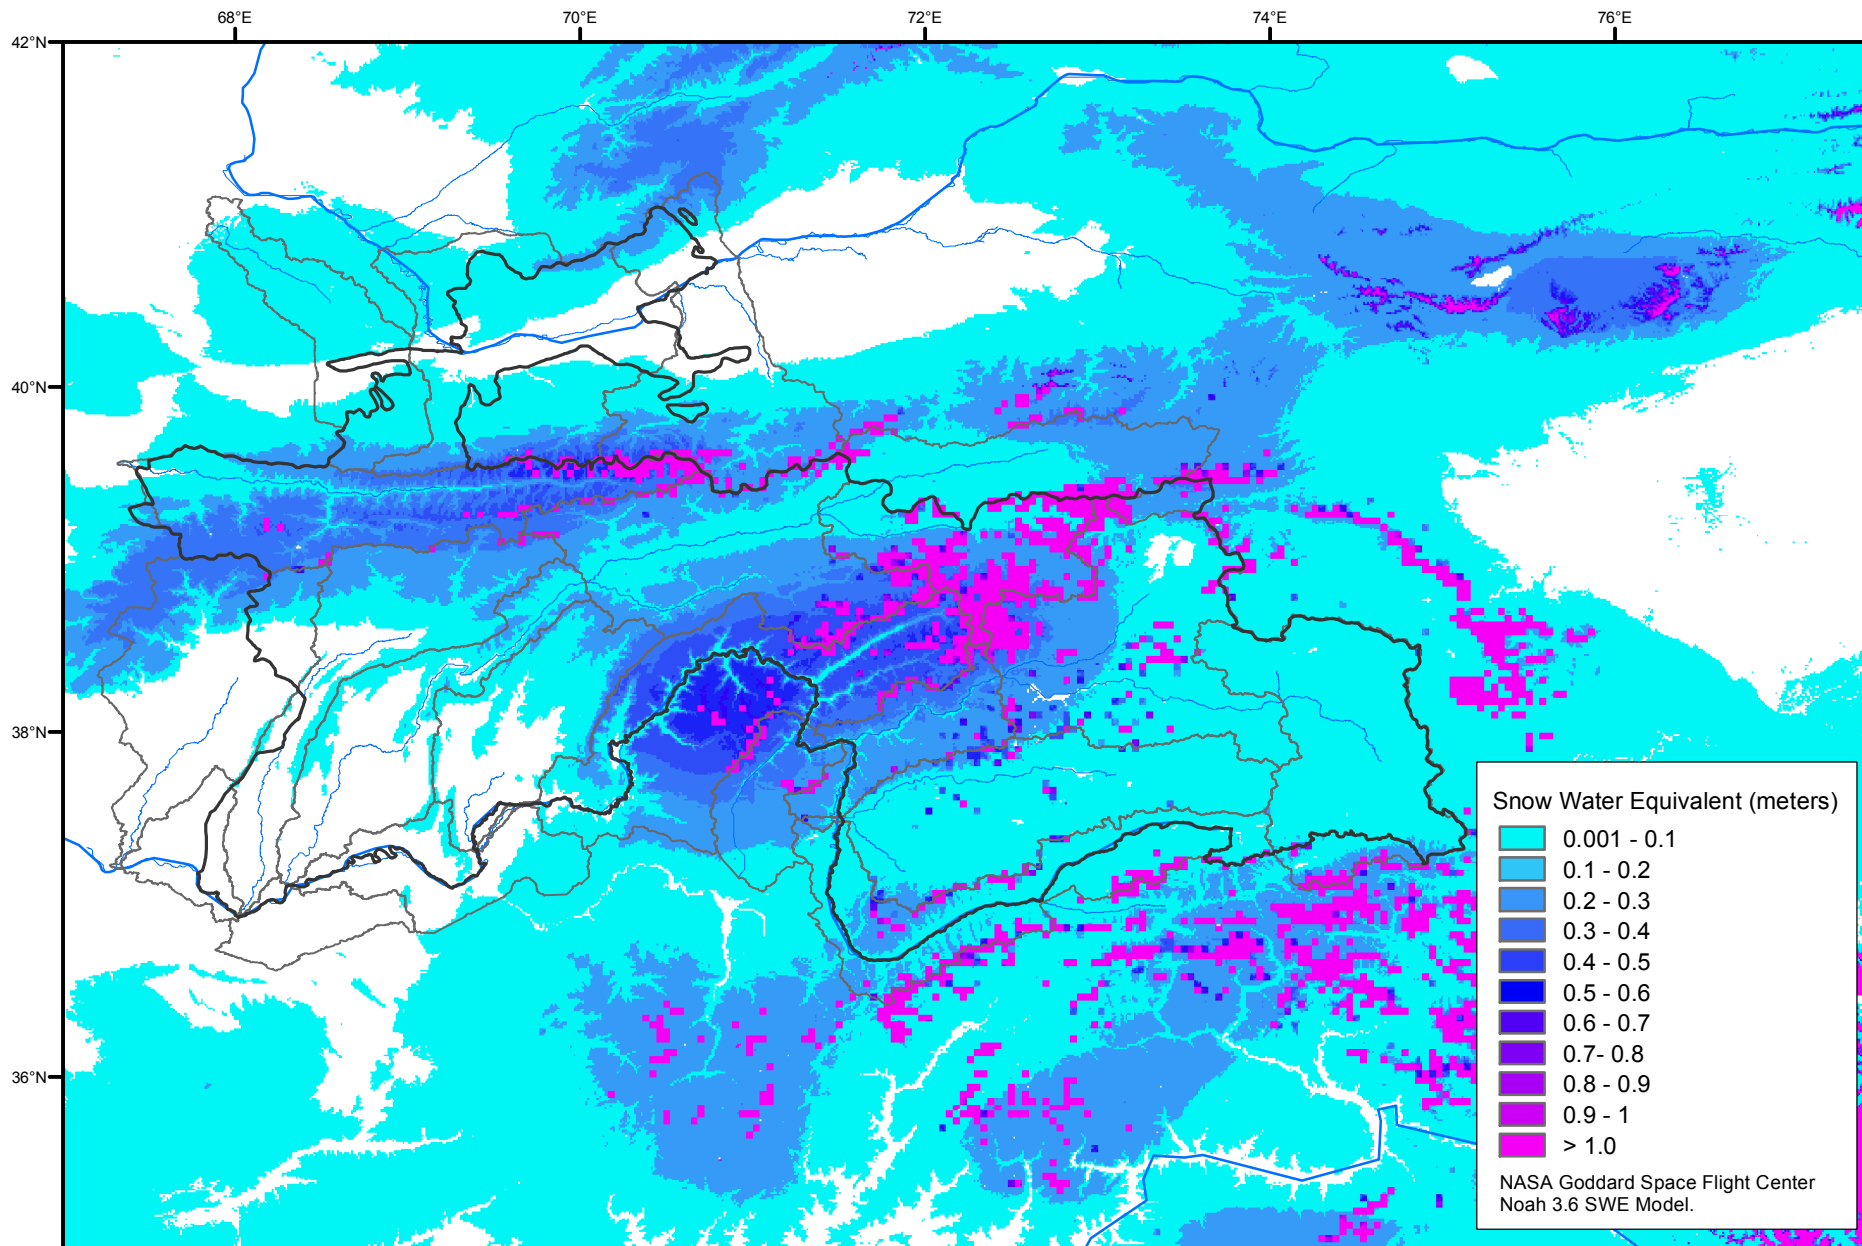 68°E
70°E
72°E
74°E
76°E
42°N
40°N
38°N
36°N
Snow Water Equivalent (meters)
0.001 - 0.1
0.1 - 0.2
0.2 - 0.3
0.3 - 0.4
0.4 - 0.5
0.5 - 0.6
0.6 - 0.7
0.7- 0.8
0.8 - 0.9
0.9 - 1
> 1.0
NASA Goddard Space Flight Center
Noah 3.6 SWE Model.